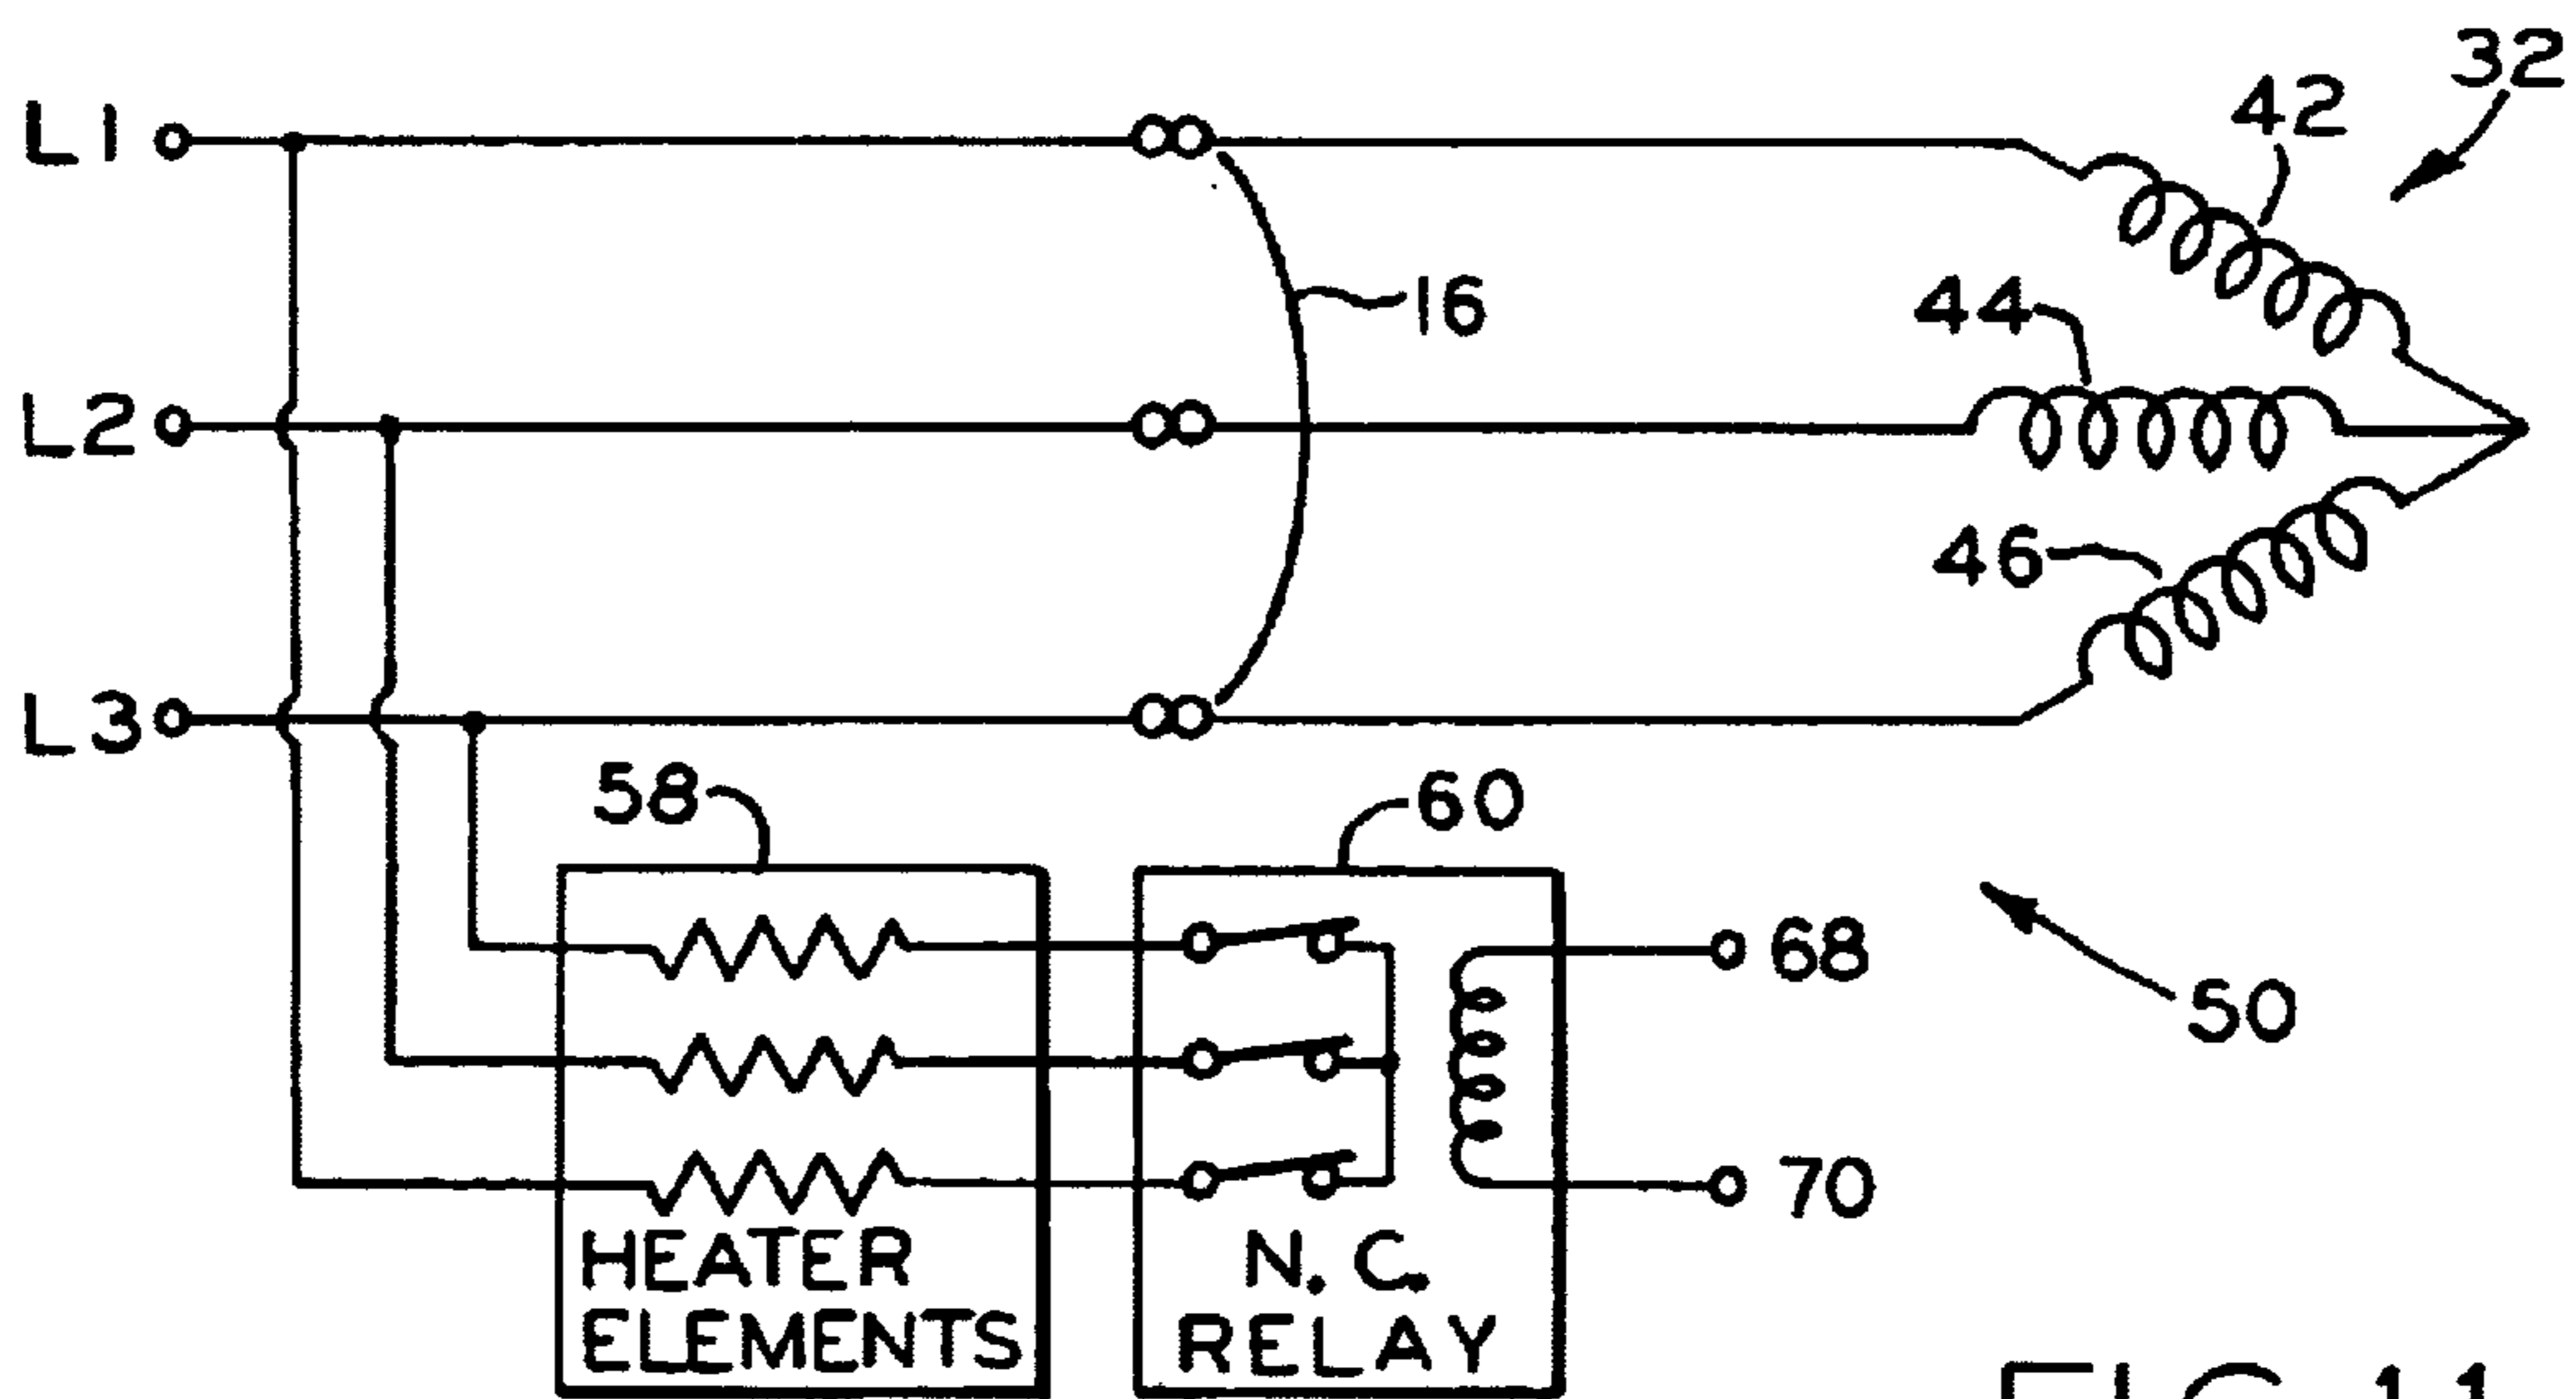 32
42
L1
16
44
L2
46
L3
58
60
68
50
70
HEATER
ELEMENTS
N. C.
RELAY